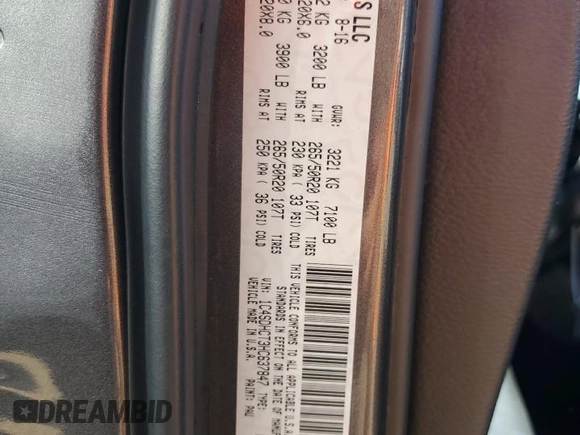 S LLC
8-16
GVWR: 3221 KG 7100 LB
3200 LB WITH 265/50R20 107T TIRES
20X6.0 RIMS AT 230 KPA ( 33 PSI) COLD
KG 3900 LB WITH 265/50R20 107T TIRES
20X8.0 RIMS AT 250 KPA ( 36 PSI) COLD
THIS VEHICLE CONFORMS TO ALL APPLICABLE U.S.A.
STANDARDS IN EFFECT ON THE DATE OF MANUF
VIN: 1C4SDHCT3HC637847 TYPE:
VEHICLE MADE IN U.S.A. PAINT: PAU
DREAMBID